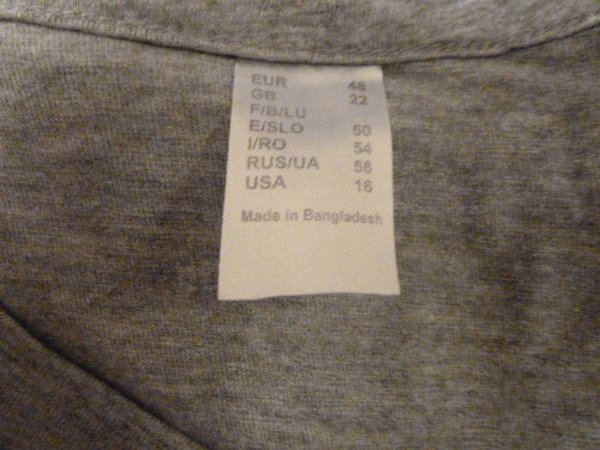 EUR 48
GB 22
F/B/LU
E/SLO 50
I/RO 54
RUS/UA 56
USA 16
Made in Bangladesh